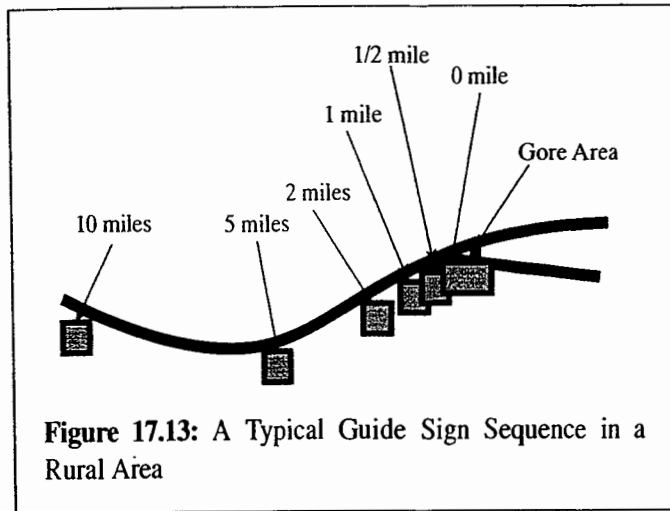 1/2 mile
0 mile
1 mile
Gore Area
2 miles
10 miles
5 miles
Figure 17.13: A Typical Guide Sign Sequence in a
Rural Area